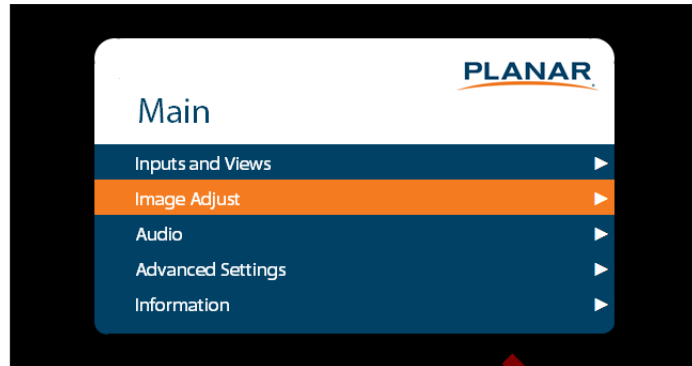 PLANAR
Main
Inputs and Views
Image Adjust
Audio
Advanced Settings
Information